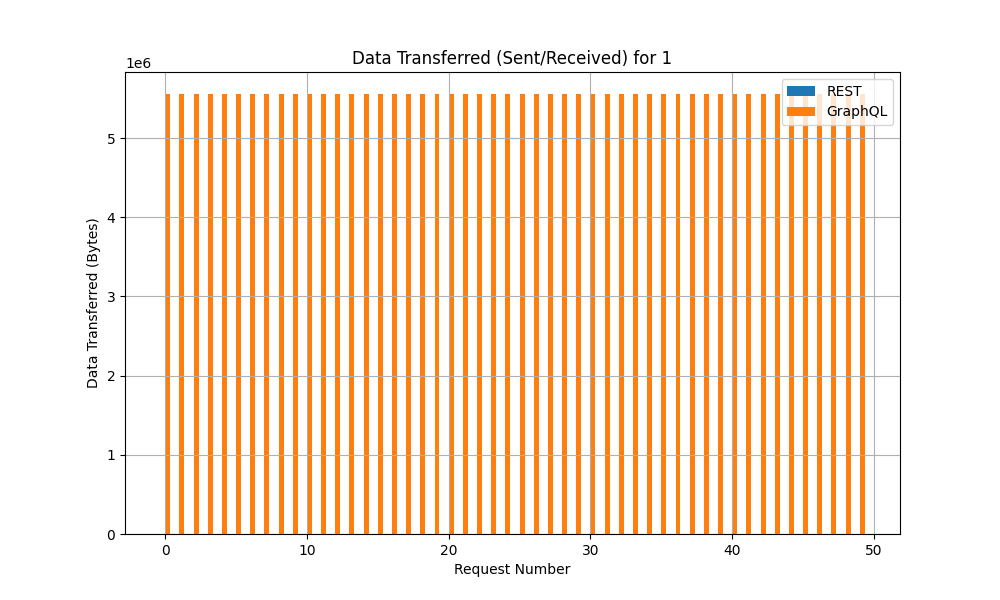 Data Transferred (Sent/Received) for 1
1e6
REST
GraphQL
5
4
3
2
1
0
Data Transferred (Bytes)
0 10 20 30 40 50
Request Number